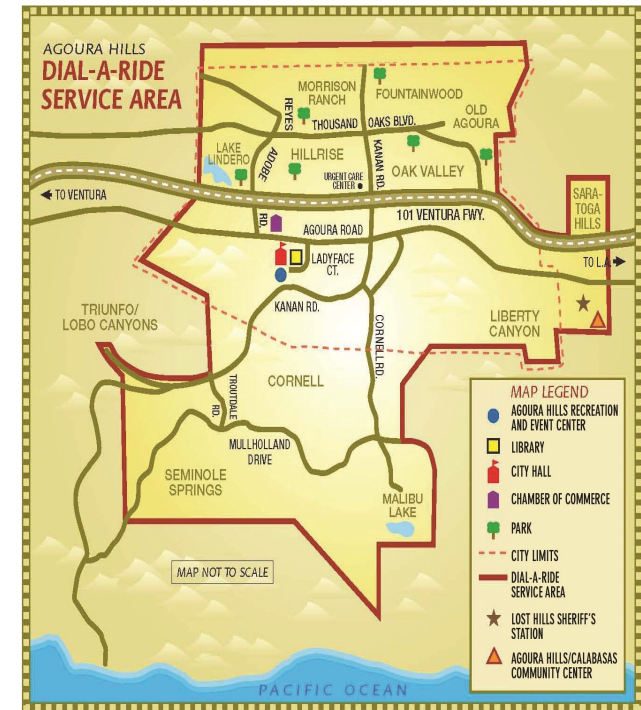 AGOURA HILLS
DIAL-A-RIDE
SERVICE AREA
MORRISON
RANCH
FOUNTAINWOOD
OLD
AGOURA
REYES
THOUSAND OAKS BLVD.
LAKE
LINDERO
ADOBE
HILLRISE
KANAN RD.
URGENT CARE
CENTER
OAK VALLEY
SARA-
TOGA
HILLS
TO VENTURA
RD.
101 VENTURA FWY.
AGOURA ROAD
LADYFACE
CT.
TO L.A.
KANAN RD.
TRIUNFO/
LOBO CANYONS
CORNELL RD.
LIBERTY
CANYON
CORNELL
TROUTDALE
RD.
MULLHOLLAND
DRIVE
SEMINOLE
SPRINGS
MALIBU
LAKE
MAP NOT TO SCALE
MAP LEGEND
AGOURA HILLS RECREATION
AND EVENT CENTER
LIBRARY
CITY HALL
CHAMBER OF COMMERCE
PARK
CITY LIMITS
DIAL-A-RIDE
SERVICE AREA
LOST HILLS SHERIFF'S
STATION
AGOURA HILLS/CALABASAS
COMMUNITY CENTER
PACIFIC OCEAN